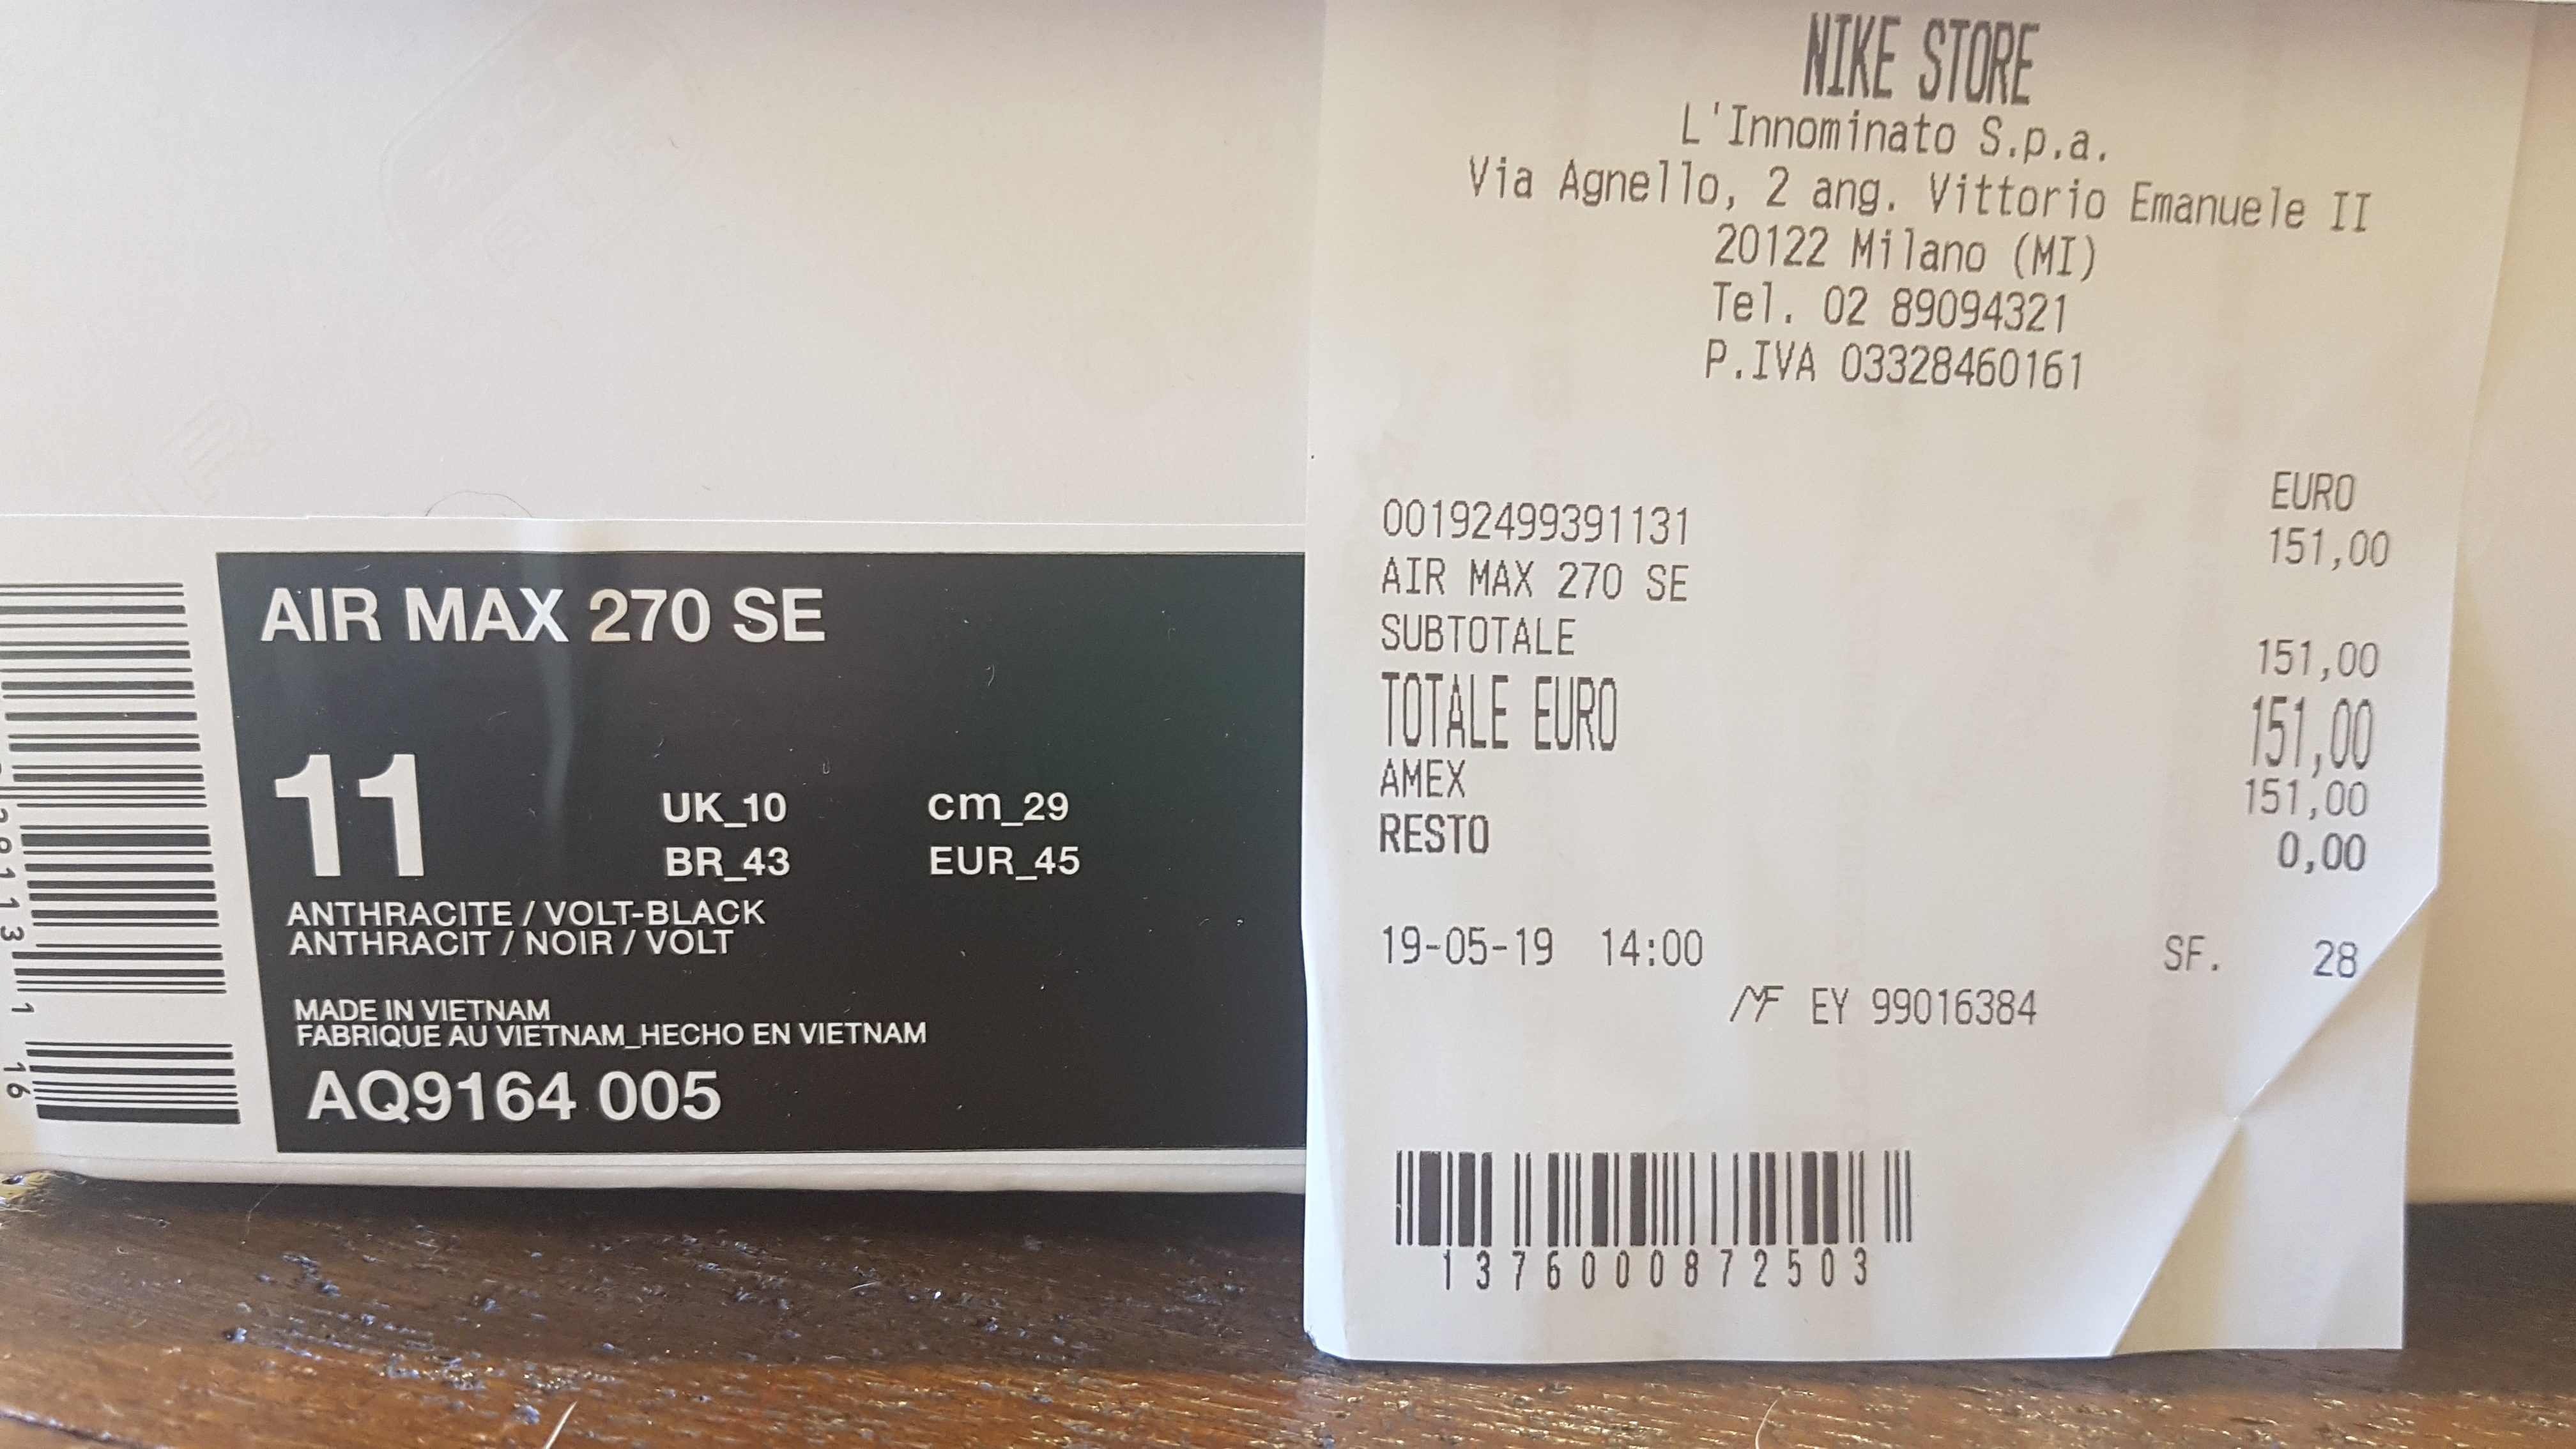 AIR MAX 270 SE
11
UK_10 cm_29
BR_43 EUR_45
ANTHRACITE / VOLT-BLACK
ANTHRACIT / NOIR / VOLT
MADE IN VIETNAM
FABRIQUE AU VIETNAM_HECHO EN VIETNAM
AQ9164 005
NIKE STORE
L'Innominato S.p.a.
Via Agnello, 2 ang. Vittorio Emanuele II
20122 Milano (MI)
Tel. 02 89094321
P.IVA 03328460161
EURO
00192499391131 151,00
AIR MAX 270 SE
SUBTOTALE 151,00
TOTALE EURO 151,00
AMEX 151,00
RESTO 0,00
19-05-19 14:00 SF. 28
MF EY 99016384
1376000872503